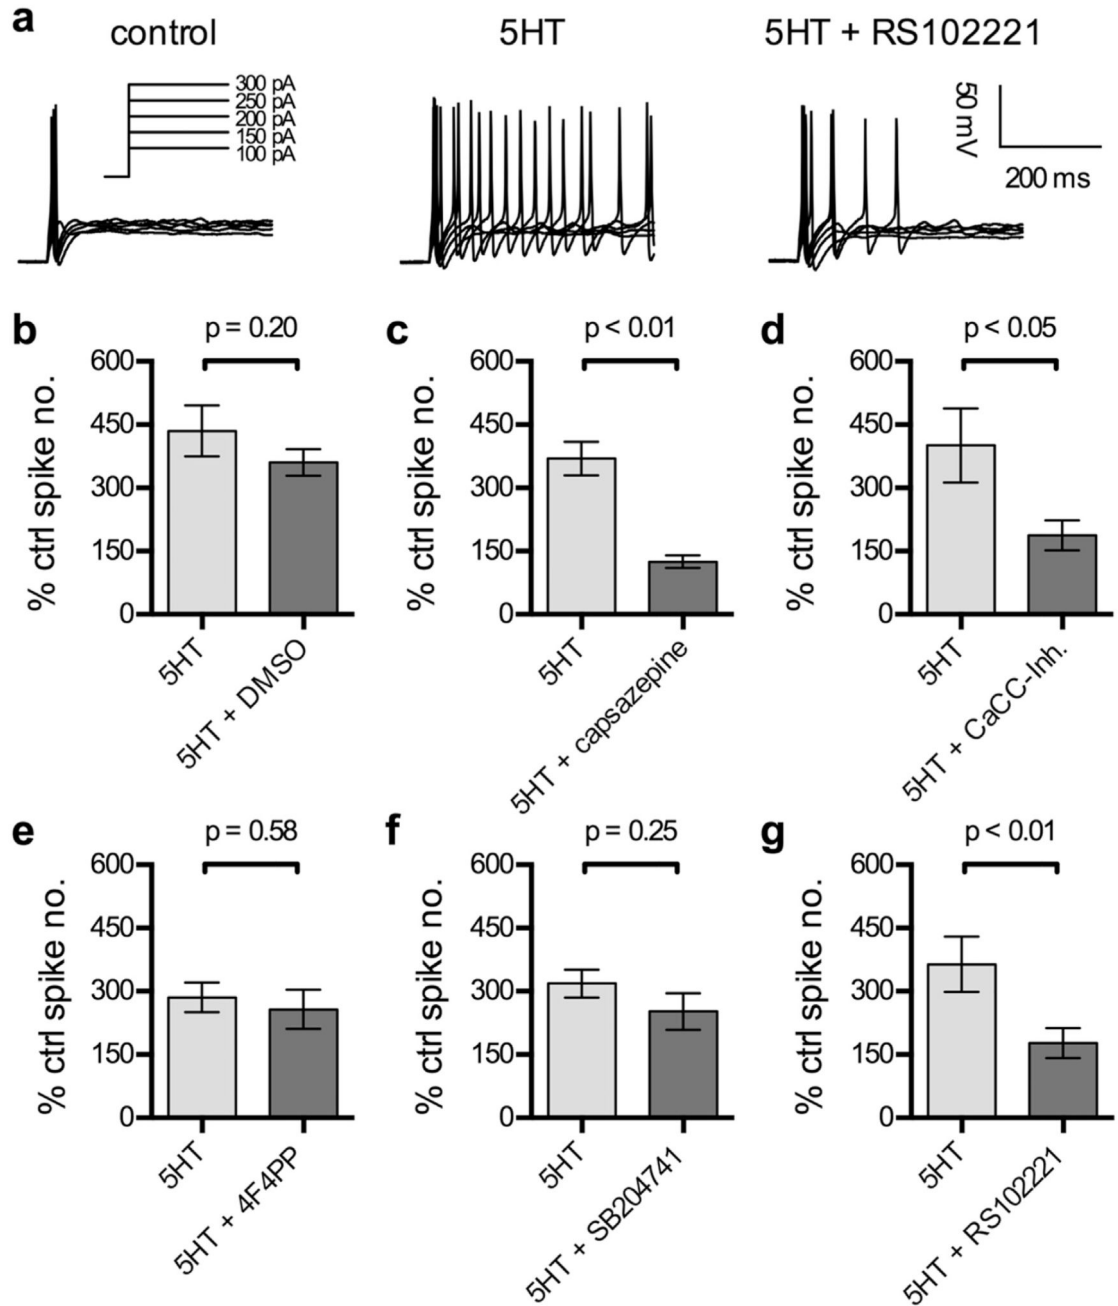 a
control
5HT
5HT + RS102221
300 pA
250 pA
200 pA
150 pA
100 pA
50 mV
200 ms
b
p = 0.20
% ctrl spike no.
600
450
300
150
0
5HT
5HT + DMSO
c
p < 0.01
% ctrl spike no.
600
450
300
150
0
5HT
5HT + capsazepine
d
p < 0.05
% ctrl spike no.
600
450
300
150
0
5HT
5HT + CaCC-Inh.
e
p = 0.58
% ctrl spike no.
600
450
300
150
0
5HT
5HT + 4F4PP
f
p = 0.25
% ctrl spike no.
600
450
300
150
0
5HT
5HT + SB204741
g
p < 0.01
% ctrl spike no.
600
450
300
150
0
5HT
5HT + RS102221